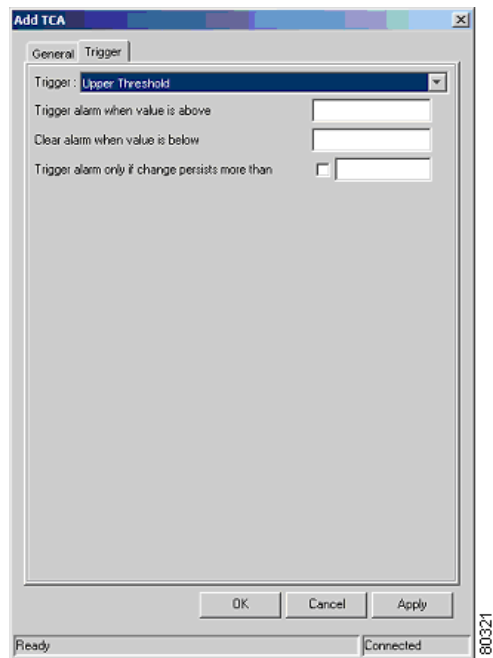 Add TCA
General Trigger
Trigger : Upper Threshold
Trigger alarm when value is above
Clear alarm when value is below
Trigger alarm only if change persists more than
OK Cancel Apply
Ready Connected
80321